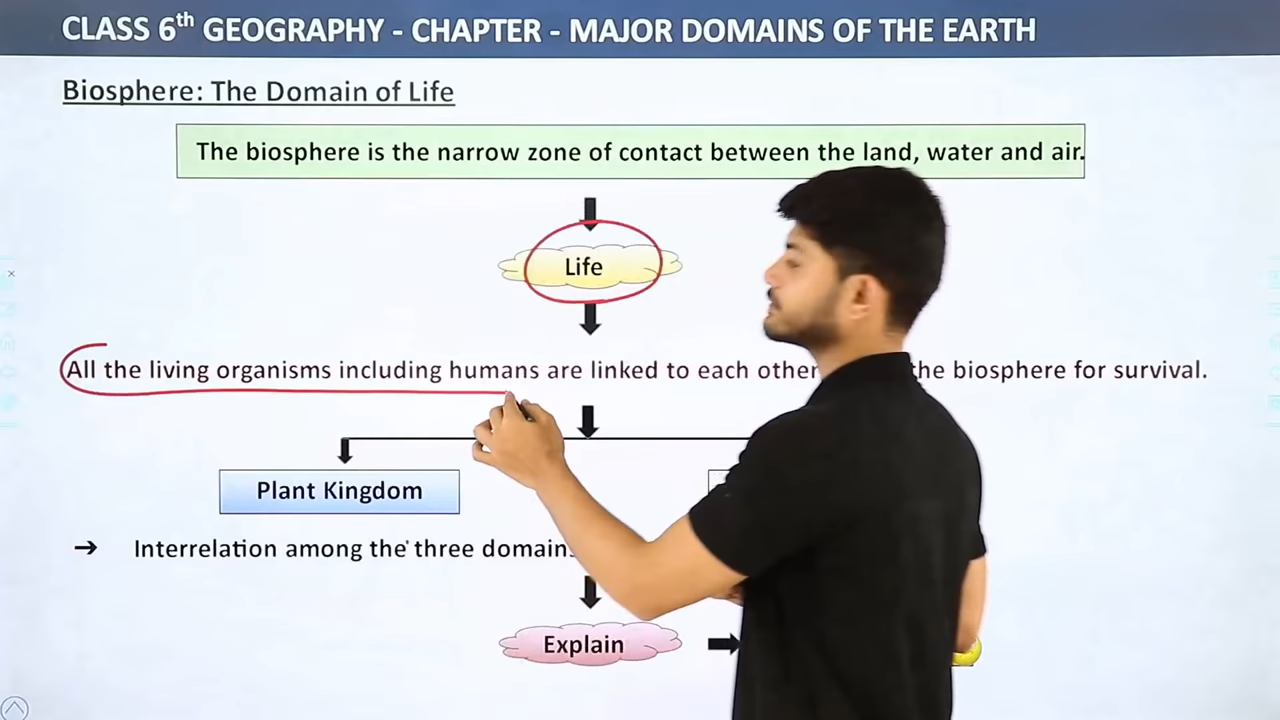 CLASS 6th GEOGRAPHY - CHAPTER - MAJOR DOMAINS OF THE EARTH
Biosphere: The Domain of Life
The biosphere is the narrow zone of contact between the land, water and air.
Life
All the living organisms including humans are linked to each other the biosphere for survival.
Plant Kingdom
→ Interrelation among the three domain
Explain